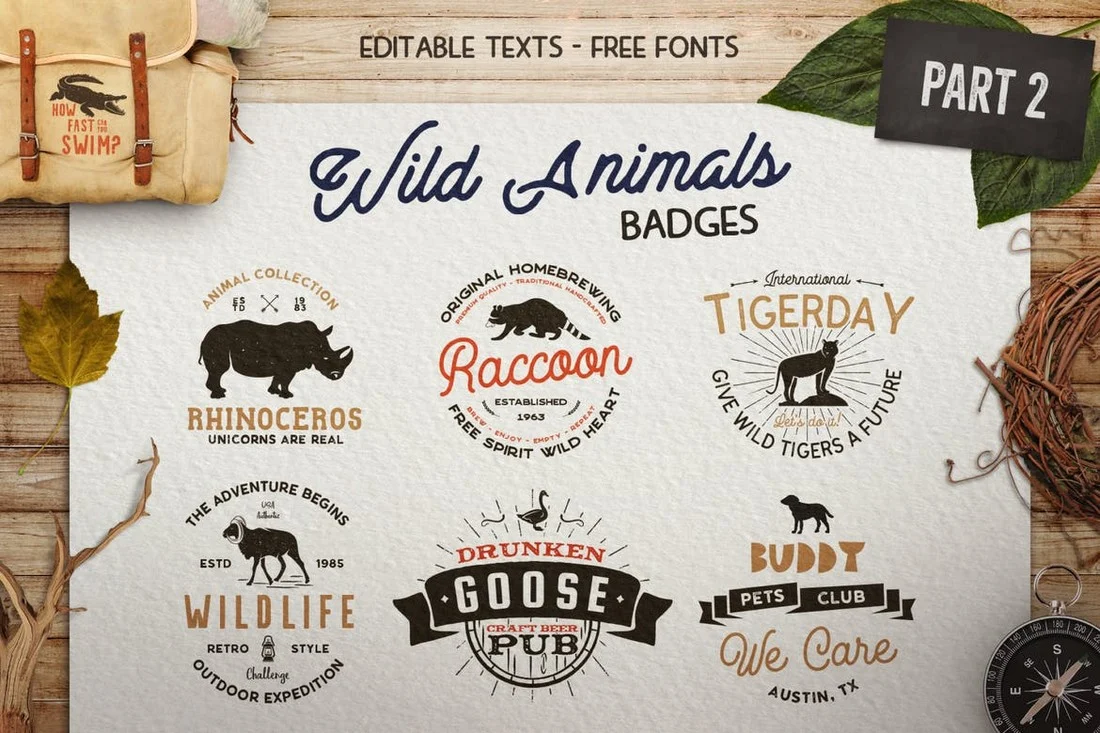 EDITABLE TEXTS - FREE FONTS
PART 2
HOW
FAST CAN YOU
SWIM?
Wild Animals
BADGES
ANIMAL COLLECTION
ES TD 19 83
RHINOCEROS
UNICORNS ARE REAL
ORIGINAL HOMEBREWING
PREMIUM QUALITY - TRADITIONAL HANDCRAFTED
Raccoon
ESTABLISHED
1963
BREW - ENJOY - EMPTY - REPEAT
FREE SPIRIT WILD HEART
International
TIGERDAY
Let's do it!
GIVE WILD TIGERS A FUTURE
THE ADVENTURE BEGINS
USA
Authentic
ESTD 1985
WILDLIFE
RETRO STYLE
Challenge
OUTDOOR EXPEDITION
DRUNKEN
GOOSE
CRAFT BEER
PUB
BUDDY
PETS CLUB
We Care
AUSTIN, TX
S
E
N